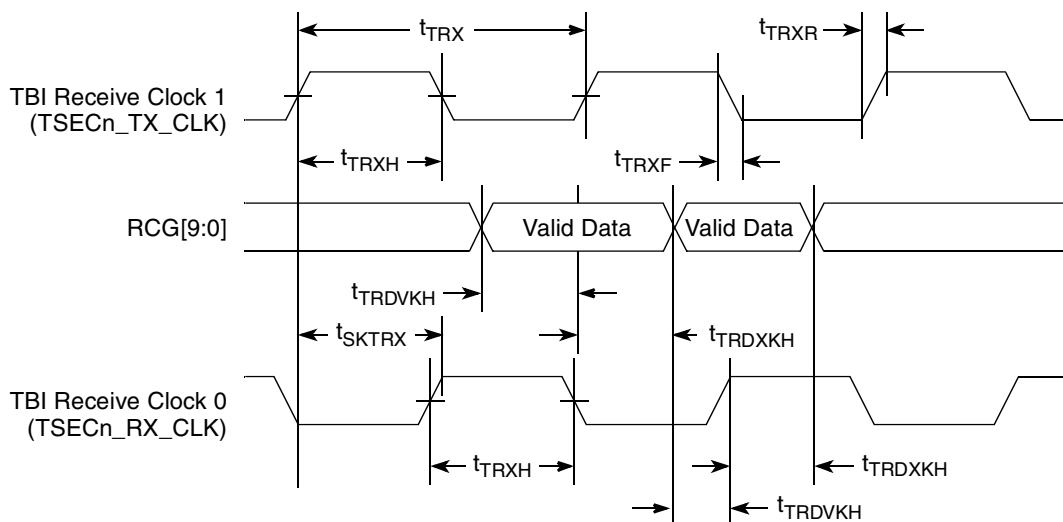 tTRX
tTRXR
TBI Receive Clock 1
(TSECn_TX_CLK)
tTRXH
tTRXF
RCG[9:0]
Valid Data
Valid Data
tTRDVKH
tSKTRX
tTRDXKH
TBI Receive Clock 0
(TSECn_RX_CLK)
tTRXH
tTRDXKH
tTRDVKH